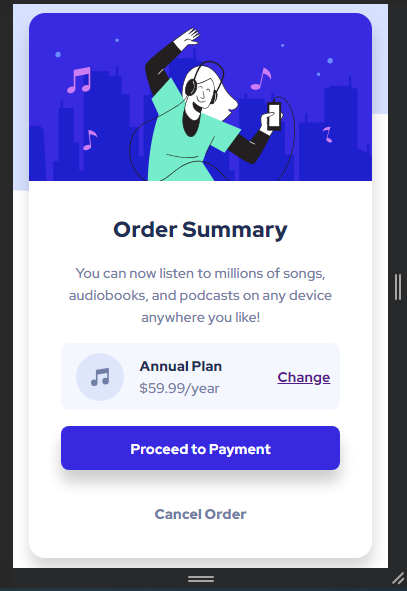 Order Summary
You can now listen to millions of songs,
audiobooks, and podcasts on any device
anywhere you like!
Annual Plan
$59.99/year
Change
Proceed to Payment
Cancel Order